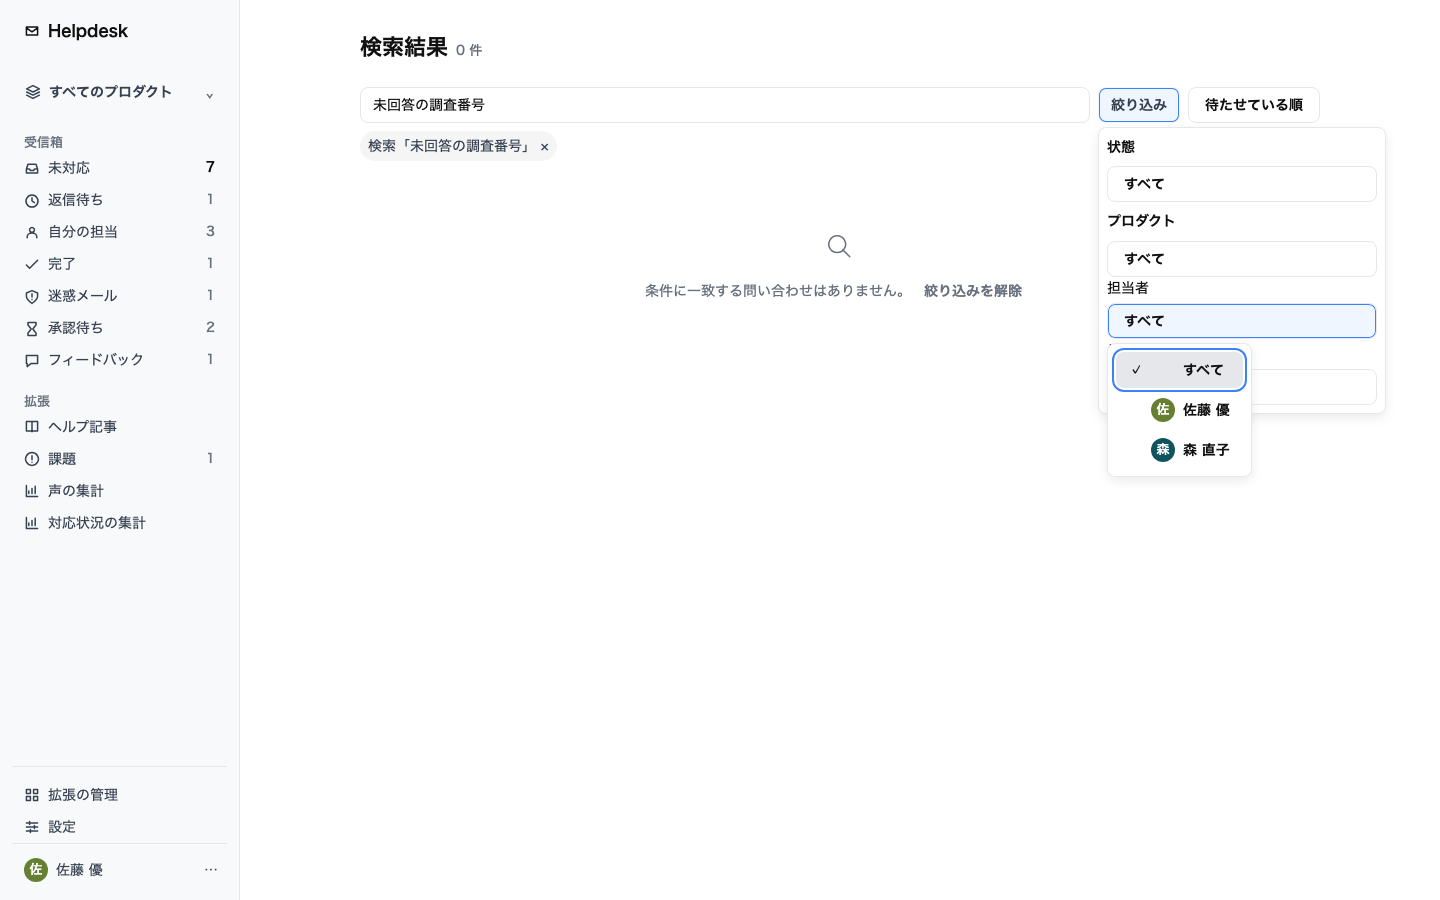 Helpdesk
すべてのプロダクト
受信箱
未対応 7
返信待ち 1
自分の担当 3
完了 1
迷惑メール 1
承認待ち 2
フィードバック 1
拡張
ヘルプ記事
課題 1
声の集計
対応状況の集計
拡張の管理
設定
佐 佐藤 優 …
検索結果 0 件
未回答の調査番号
絞り込み
待たせている順
検索「未回答の調査番号」 ×
条件に一致する問い合わせはありません。 絞り込みを解除
状態
すべて
プロダクト
すべて
担当者
すべて
✓ すべて
佐 佐藤 優
森 森 直子